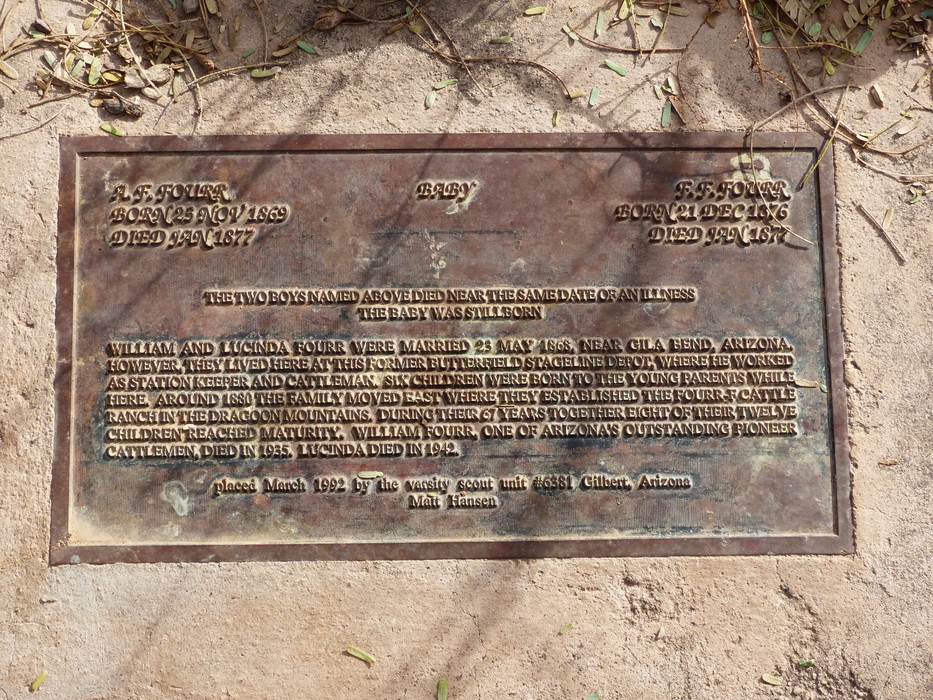 A. F. FOURR
BORN 23 NOV 1869
DIED JAN 1877
BABY
F. F. FOURR
BORN 21 DEC 1876
DIED JAN 1877
THE TWO BOYS NAMED ABOVE DIED NEAR THE SAME DATE OF AN ILLNESS
THE BABY WAS STILLBORN
WILLIAM AND LUCINDA FOURR WERE MARRIED 23 MAY 1868, NEAR GILA BEND, ARIZONA.
HOWEVER, THEY LIVED HERE AT THIS FORMER BUTTERFIELD STAGELINE DEPOT, WHERE HE WORKED
AS STATION KEEPER AND CATTLEMAN. SIX CHILDREN WERE BORN TO THE YOUNG PARENTS WHILE
HERE. AROUND 1880 THE FAMILY MOVED EAST WHERE THEY ESTABLISHED THE FOURR-F CATTLE
RANCH IN THE DRAGOON MOUNTAINS. DURING THEIR 67 YEARS TOGETHER EIGHT OF THEIR TWELVE
CHILDREN REACHED MATURITY. WILLIAM FOURR, ONE OF ARIZONA'S OUTSTANDING PIONEER
CATTLEMEN, DIED IN 1935. LUCINDA DIED IN 1942.
placed March 1992 by the varsity scout unit #6381 Gilbert, Arizona
Matt Hansen